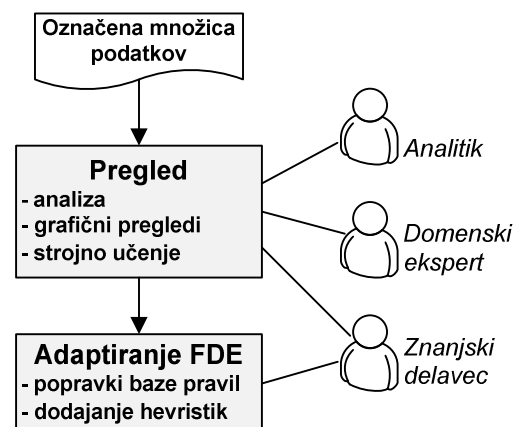 Označena množica
podatkov
Pregled
- analiza
- grafični pregledi
- strojno učenje
Analitik
Domenski
ekspert
Adaptiranje FDE
- popravki baze pravil
- dodajanje hevristik
Znanjski
delavec